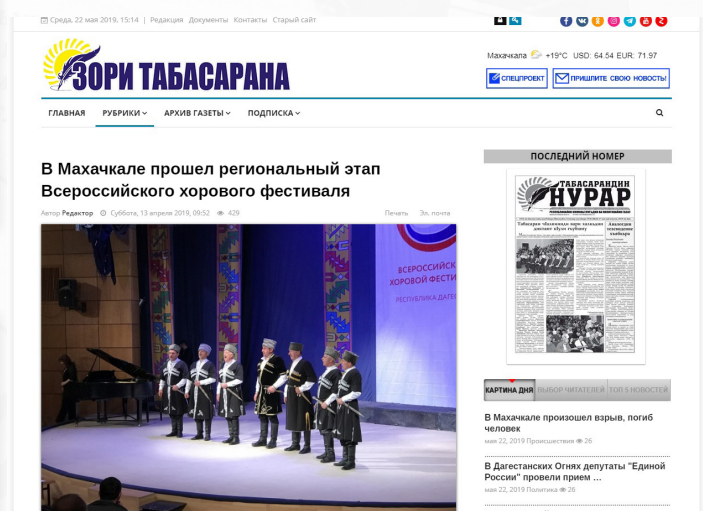 Среда, 22 мая 2019, 15:14 | Редакция Документы Контакты Старый сайт
ЗОРИ ТАБАСАРАНА
Махачкала +19°C USD: 64.54 EUR: 71.97
СПЕЦПРОЕКТ
ПРИШЛИТЕ СВОЮ НОВОСТЬ!
ГЛАВНАЯ РУБРИКИ АРХИВ ГАЗЕТЫ ПОДПИСКА
В Махачкале прошел региональный этап
Всероссийского хорового фестиваля
Автор Редактор Суббота, 13 апреля 2019, 09:52 429 Печать Эл. почта
ВСЕРОССИЙСК
ХОРОВОЙ ФЕСТИ
РЕСПУБЛИКА ДАГЕ
ПОСЛЕДНИЙ НОМЕР
ТАБАСАРАНДИН
НУРАР
КАРТИНА ДНЯ ВЫБОР ЧИТАТЕЛЕЙ ТОП 5 НОВОСТЕЙ
В Махачкале произошел взрыв, погиб
человек
мая 22, 2019 Происшествия 26
В Дагестанских Огнях депутаты "Единой
России" провели прием ...
мая 22, 2019 Политика 26